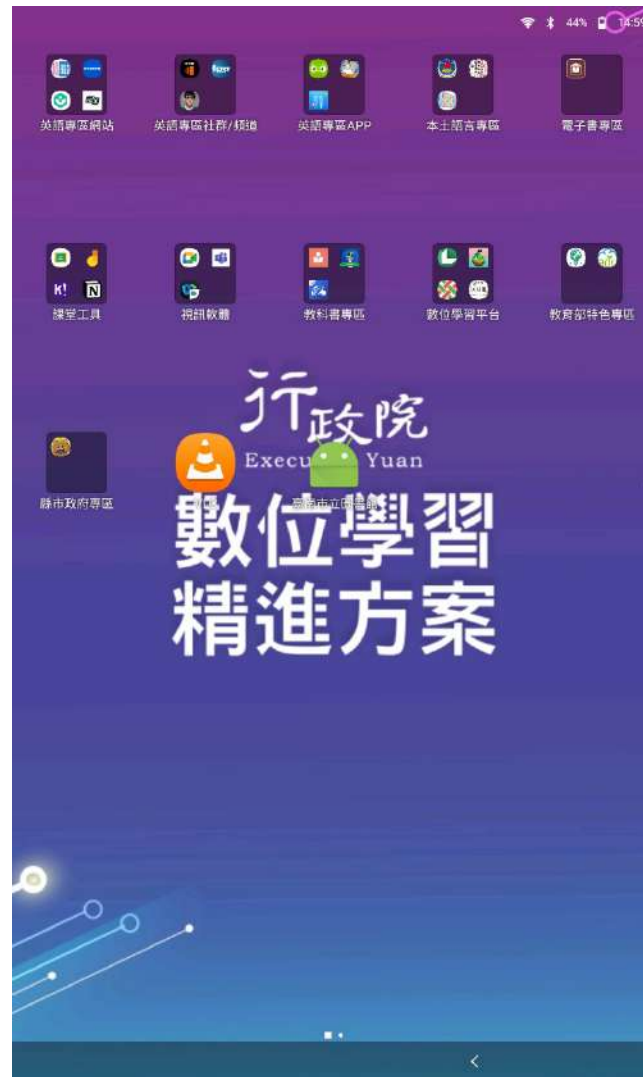 44% 14:59
英語專區網站 英語專區社群/頻道 英語專區APP 本土語言專區 電子書專區
K! N
課堂工具 視訊軟體 教科書專區 數位學習平台 教育部特色專區
行政院
Execu Yuan
縣市政府專區
數位學習
精進方案